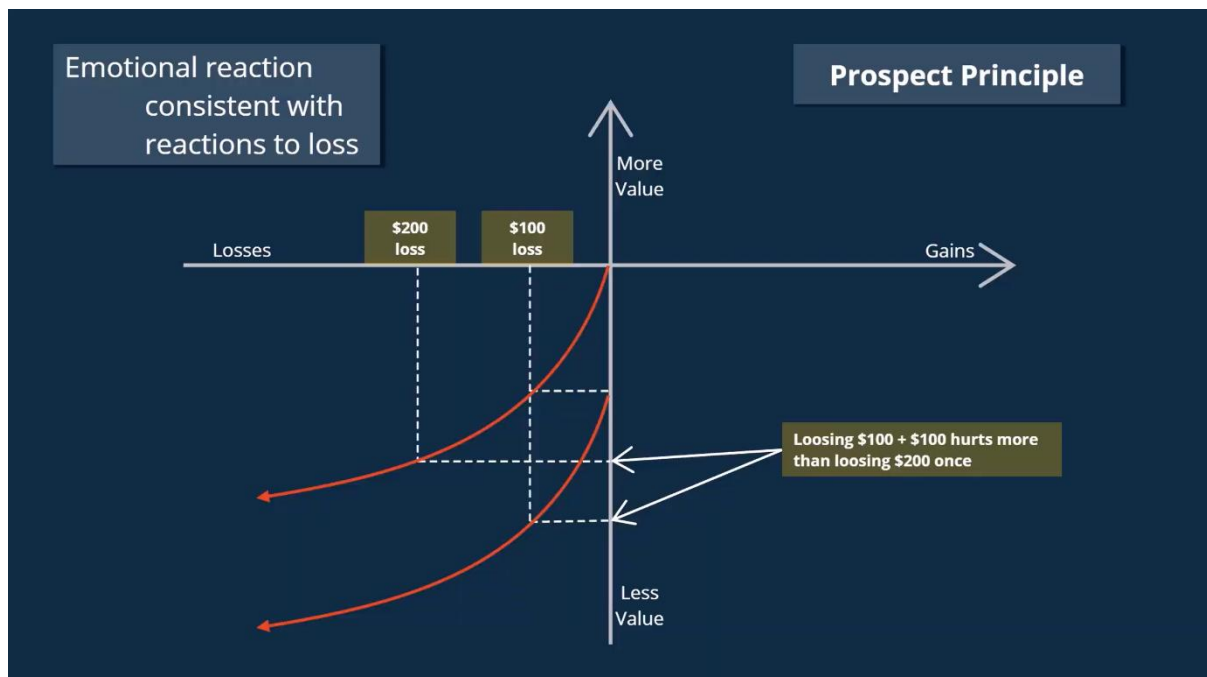 Emotional reaction
consistent with
reactions to loss
Prospect Principle
More
Value
$200
loss
$100
loss
Losses
Gains
Loosing $100 + $100 hurts more
than loosing $200 once
Less
Value